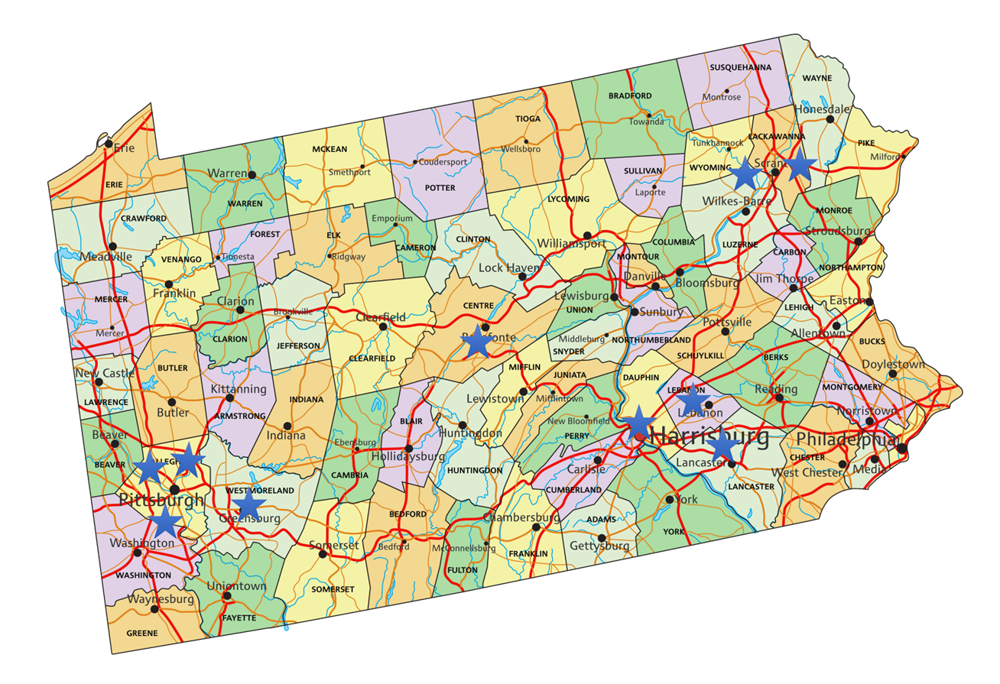 SUSQUEHANNA
Montrose
WAYNE
Honesdale
BRADFORD
Towanda
TIOGA
Wellsboro
LACKAWANNA
Tunkhannock
PIKE
Milford
Erie
ERIE
MCKEAN
Smethport
Coudersport
POTTER
SULLIVAN
Laporte
WYOMING
Scrant
Warren
WARREN
LYCOMING
Wilkes-Barre
MONROE
Stroudsburg
CRAWFORD
Meadville
FOREST
Tionesta
ELK
Ridgway
Emporium
CAMERON
CLINTON
Lock Haven
Williamsport
MONTOUR
Danville
COLUMBIA
Bloomsburg
LUZERNE
CARBON
Jim Thorpe
NORTHAMPTON
Easton
VENANGO
Franklin
MERCER
Mercer
Clarion
CLARION
Brookville
JEFFERSON
Clearfield
CLEARFIELD
CENTRE
Lewisburg
UNION
Sunbury
Middleburg
SNYDER
NORTHUMBERLAND
Pottsville
SCHUYLKILL
LEHIGH
Allentown
BUCKS
Doylestown
New Castle
LAWRENCE
BUTLER
Butler
Kittanning
ARMSTRONG
INDIANA
Indiana
MIFFLIN
Lewistown
JUNIATA
Mifflintown
DAUPHIN
BERKS
Reading
MONTGOMERY
Norristown
Lebanon
Beaver
BEAVER
BLAIR
Hollidaysburg
Huntingdon
HUNTINGDON
New Bloomfield
PERRY
Harrisburg
Philadelphia
Ebensburg
CAMBRIA
Carlisle
CUMBERLAND
Lancaster
LANCASTER
CHESTER
West Chester
Media
Pittsburgh
WESTMORELAND
Greensburg
Washington
WASHINGTON
Somerset
SOMERSET
BEDFORD
Bedford
McConnellsburg
FULTON
Chambersburg
FRANKLIN
ADAMS
Gettysburg
York
YORK
Waynesburg
GREENE
Uniontown
FAYETTE